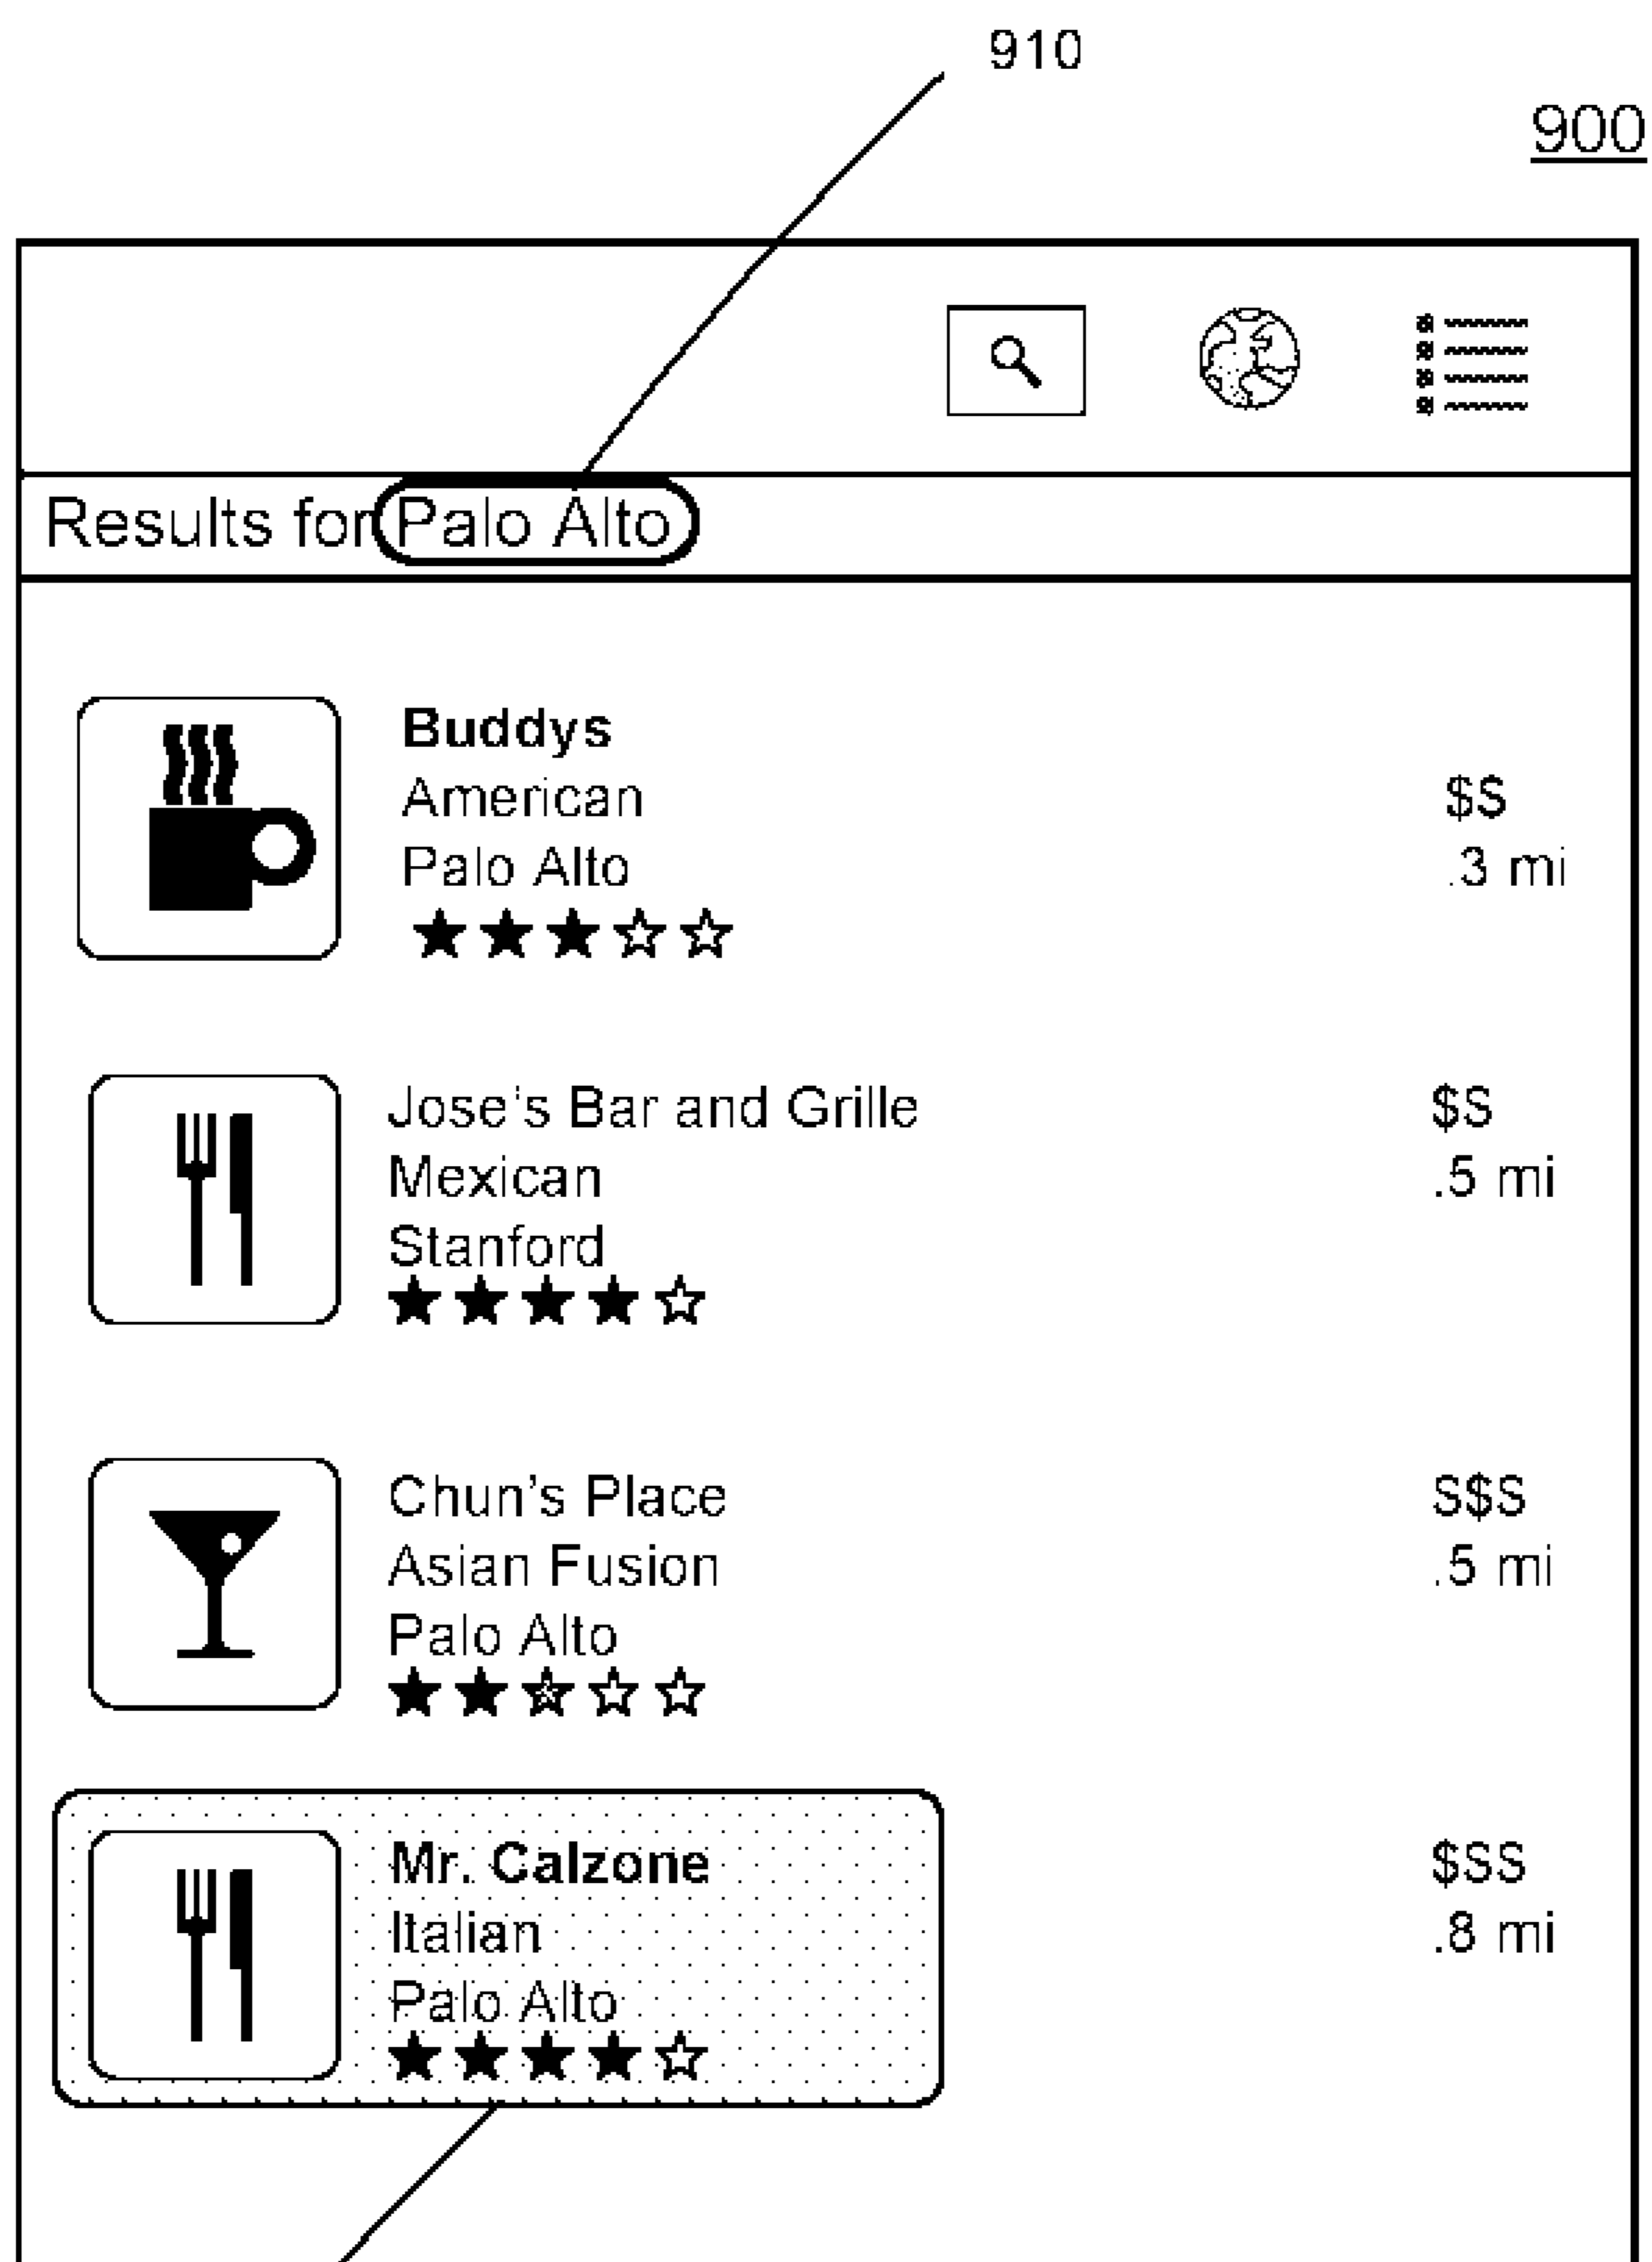 910
900
Results for Palo Alto
Buddys
American $$
Palo Alto .3 mi
Jose's Bar and Grille $$
Mexican .5 mi
Stanford
Chun's Place $$$
Asian Fusion .5 mi
Palo Alto
Mr. Calzone $$$
Italian .8 mi
Palo Alto